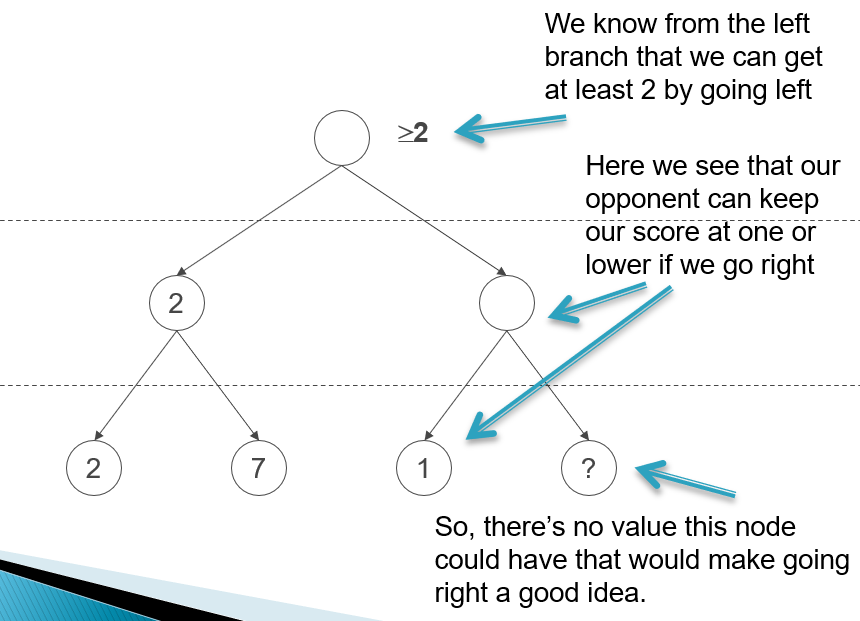 We know from the left
branch that we can get
at least 2 by going left
≥2
Here we see that our
opponent can keep
our score at one or
lower if we go right
2
2
7
1
?
So, there’s no value this node
could have that would make going
right a good idea.